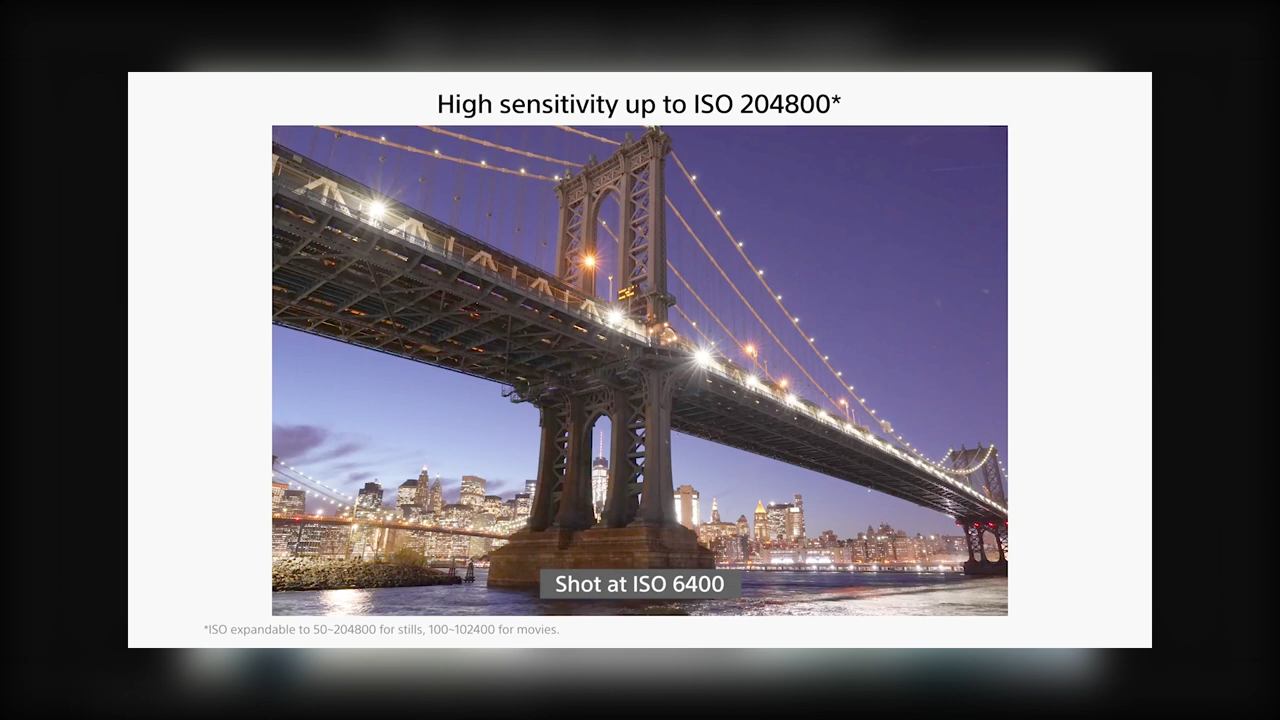 High sensitivity up to ISO 204800*
Shot at ISO 6400
*ISO expandable to 50~204800 for stills, 100~102400 for movies.